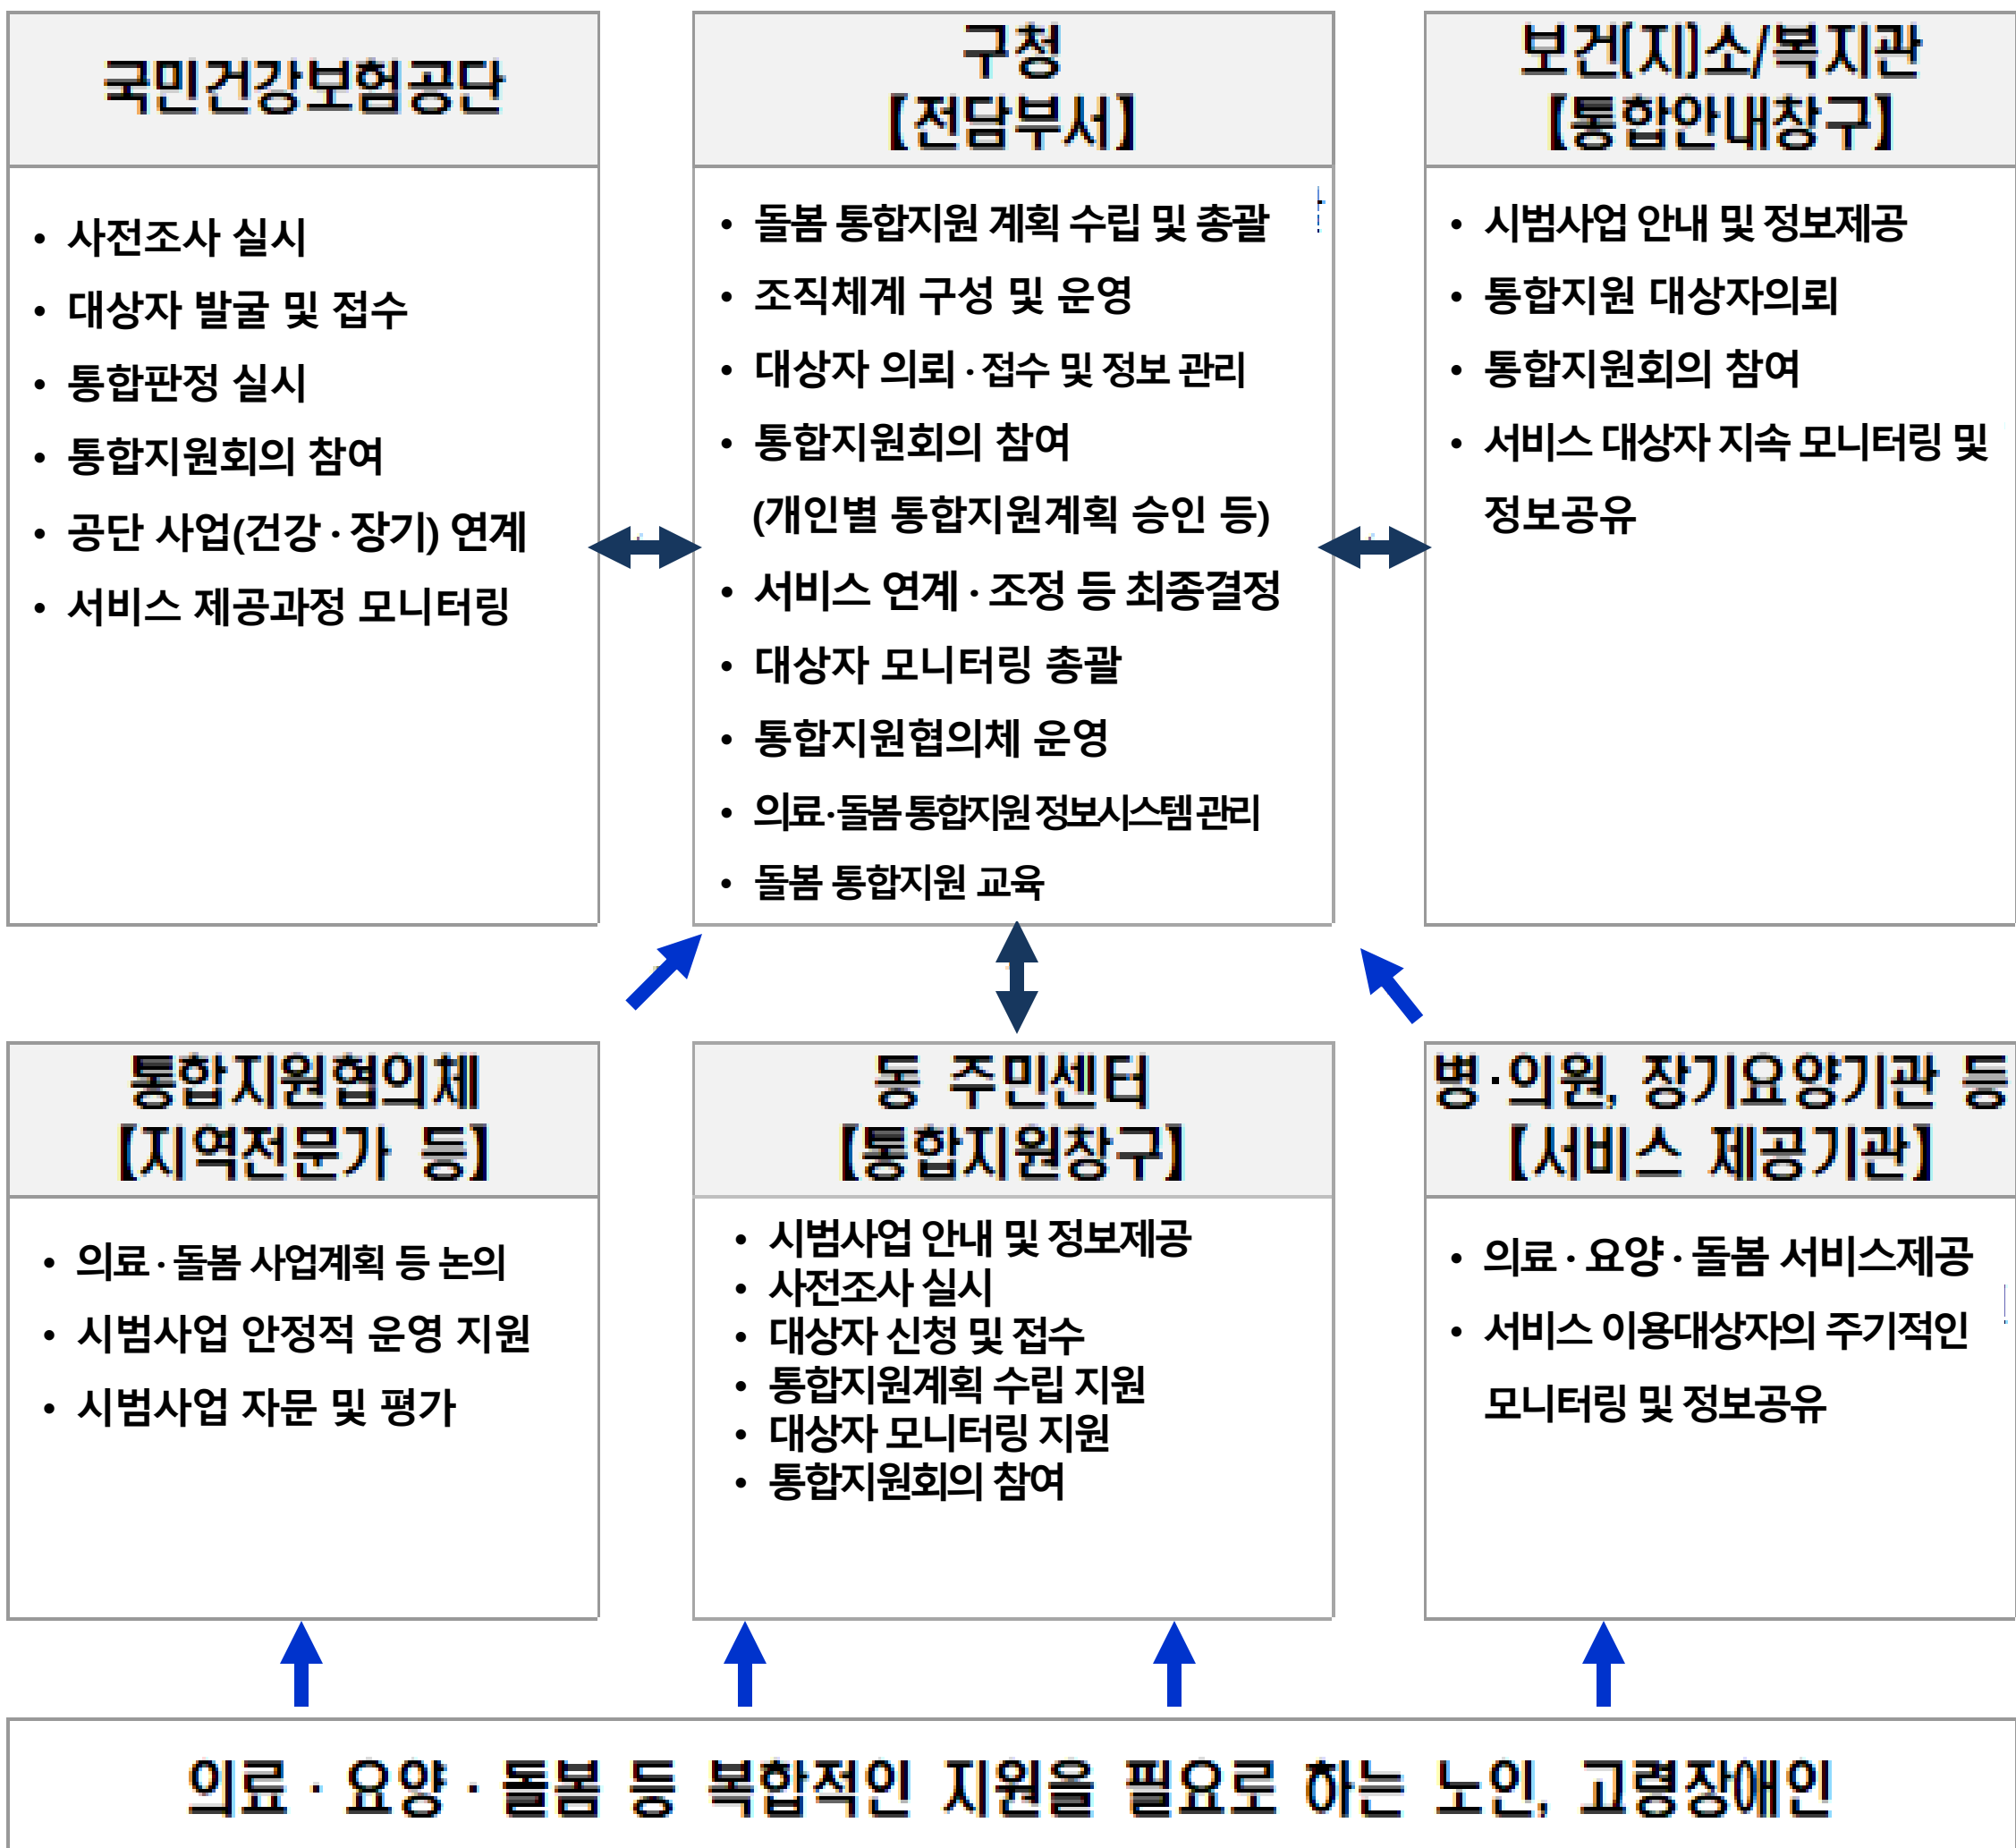 국민건강보험공단
• 사전조사 실시
• 대상자 발굴 및 접수
• 통합판정 실시
• 통합지원회의 참여
• 공단 사업(건강·장기) 연계
• 서비스 제공과정 모니터링
구청
【전담부서】
• 돌봄 통합지원 계획 수립 및 총괄
• 조직체계 구성 및 운영
• 대상자 의뢰·접수 및 정보 관리
• 통합지원회의 참여
(개인별 통합지원계획 승인 등)
• 서비스 연계·조정 등 최종결정
• 대상자 모니터링 총괄
• 통합지원협의체 운영
• 의료·돌봄 통합지원 정보시스템 관리
• 돌봄 통합지원 교육
보건(지)소/복지관
【통합안내창구】
• 시범사업 안내 및 정보제공
• 통합지원 대상자의뢰
• 통합지원회의 참여
• 서비스 대상자 지속 모니터링 및
정보공유
통합지원협의체
【지역전문가 등】
• 의료·돌봄 사업계획 등 논의
• 시범사업 안정적 운영 지원
• 시범사업 자문 및 평가
동 주민센터
【통합지원창구】
• 시범사업 안내 및 정보제공
• 사전조사 실시
• 대상자 신청 및 접수
• 통합지원계획 수립 지원
• 대상자 모니터링 지원
• 통합지원회의 참여
병·의원, 장기요양기관 등
【서비스 제공기관】
• 의료·요양·돌봄 서비스제공
• 서비스 이용대상자의 주기적인
모니터링 및 정보공유
의료·요양·돌봄 등 복합적인 지원을 필요로 하는 노인, 고령장애인